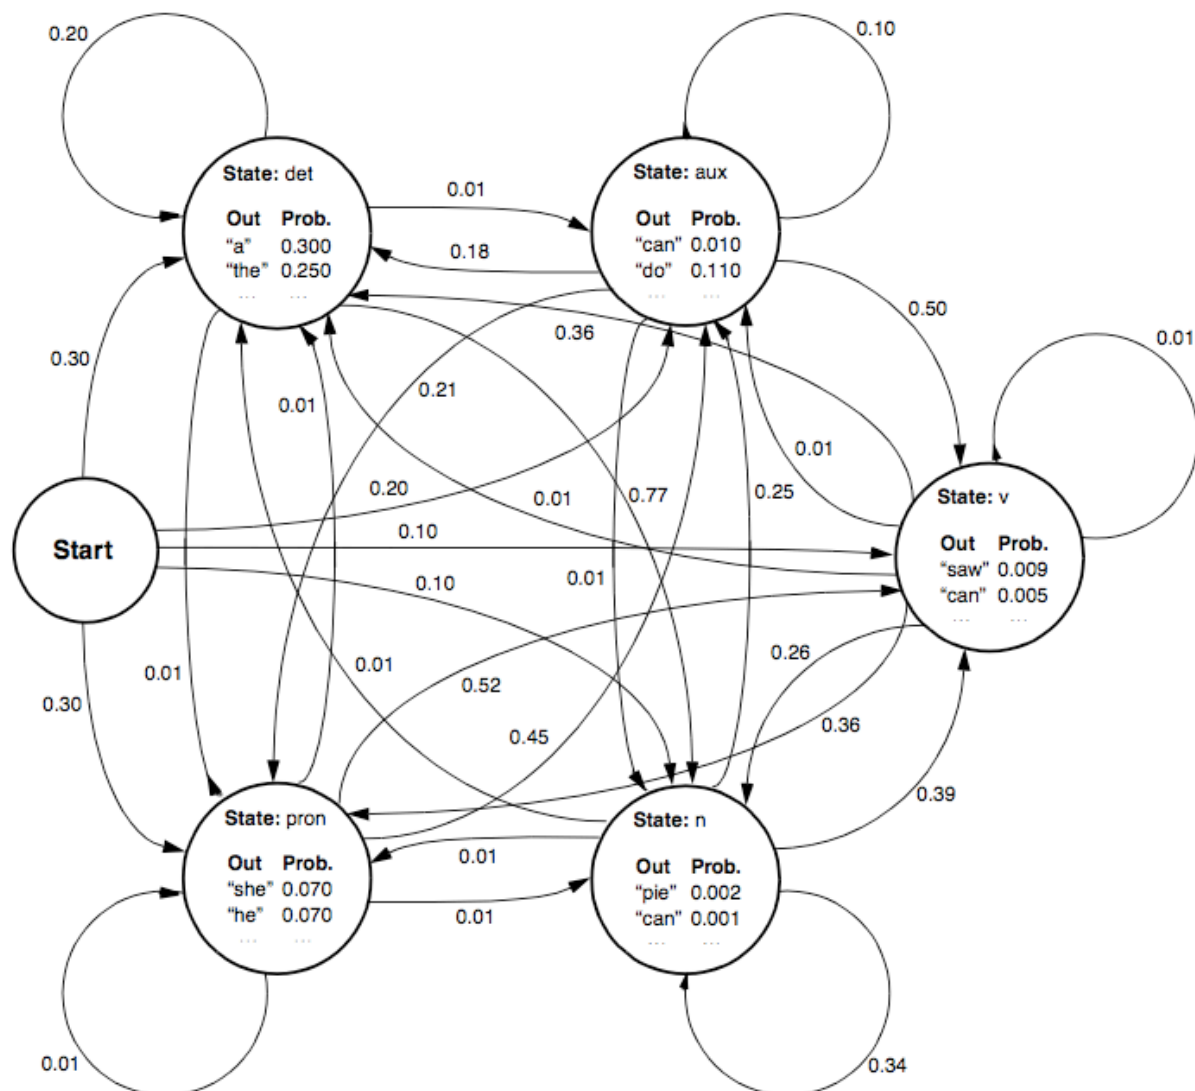 0.20
0.10
State: det
Out Prob.
“a” 0.300
“the” 0.250
... ...
State: aux
Out Prob.
“can” 0.010
“do” 0.110
... ...
0.01
0.18
0.50
0.36
0.01
0.30
0.01
0.21
0.01
0.20
0.01
0.77
0.25
Start
0.10
State: v
Out Prob.
“saw” 0.009
“can” 0.005
... ...
0.10
0.01
0.01
0.01
0.52
0.26
0.30
0.45
0.36
0.39
State: pron
Out Prob.
“she” 0.070
“he” 0.070
... ...
State: n
Out Prob.
“pie” 0.002
“can” 0.001
... ...
0.01
0.01
0.01
0.34